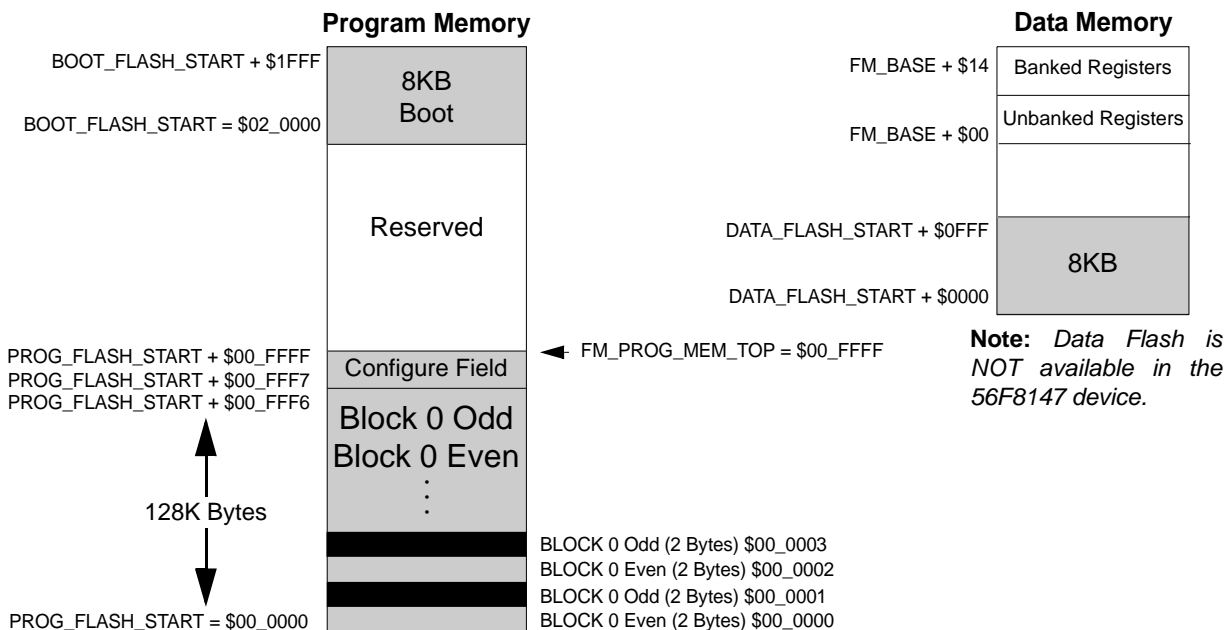 Program Memory
BOOT_FLASH_START + $1FFF
8KB
Boot
BOOT_FLASH_START = $02_0000
Reserved
PROG_FLASH_START + $00_FFFF
PROG_FLASH_START + $00_FFF7
PROG_FLASH_START + $00_FFF6
Configure Field
FM_PROG_MEM_TOP = $00_FFFF
Block 0 Odd
Block 0 Even
128K Bytes
BLOCK 0 Odd (2 Bytes) $00_0003
BLOCK 0 Even (2 Bytes) $00_0002
BLOCK 0 Odd (2 Bytes) $00_0001
PROG_FLASH_START = $00_0000
BLOCK 0 Even (2 Bytes) $00_0000
Data Memory
FM_BASE + $14
Banked Registers
Unbanked Registers
FM_BASE + $00
DATA_FLASH_START + $0FFF
8KB
DATA_FLASH_START + $0000
Note: Data Flash is
NOT available in the
56F8147 device.